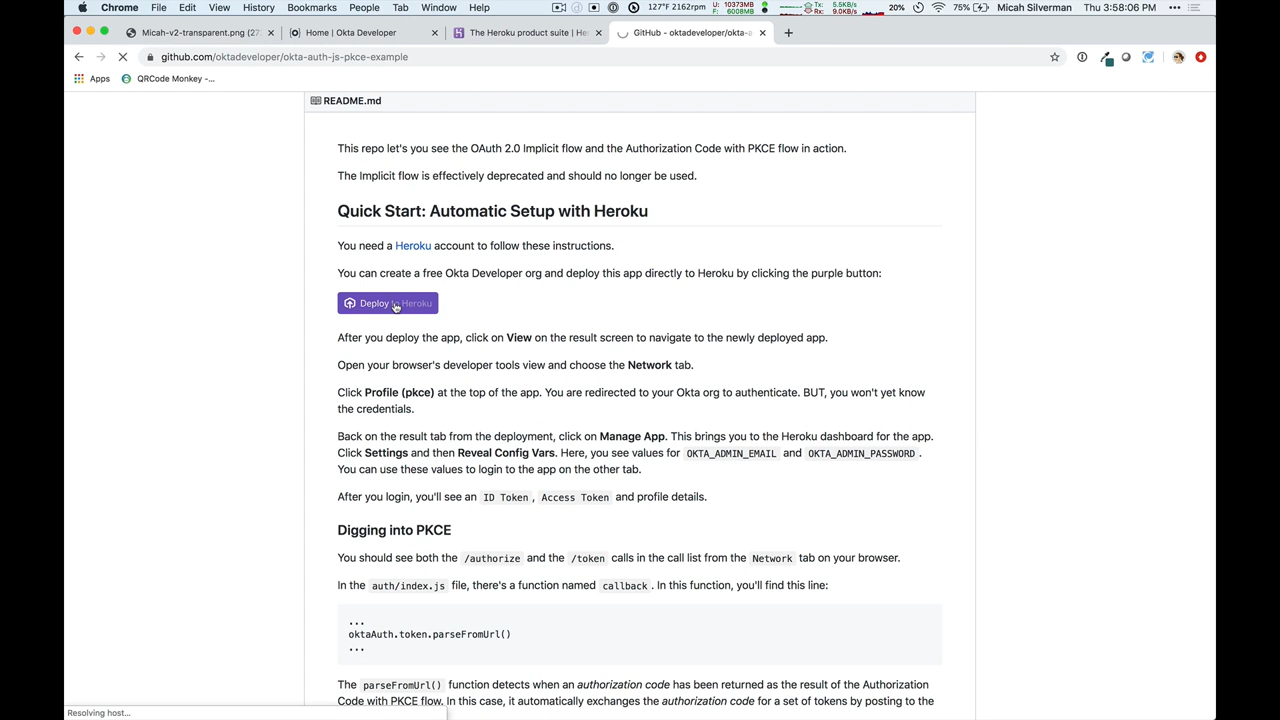 Chrome File Edit View History Bookmarks People Tab Window Help 127°F 2162rpm U: 10373MB F: 6008MB Tx: 5.5KB/s Rx: 9.0KB/s 20% 75% Micah Silverman Thu 3:58:06 PM
Micah-v2-transparent.png (27: Home | Okta Developer The Heroku product suite | He GitHub - oktadeveloper/okta-a
github.com/oktadeveloper/okta-auth-js-pkce-example
Apps QRCode Monkey -...
README.md
This repo let's you see the OAuth 2.0 Implicit flow and the Authorization Code with PKCE flow in action.
The Implicit flow is effectively deprecated and should no longer be used.
Quick Start: Automatic Setup with Heroku
You need a Heroku account to follow these instructions.
You can create a free Okta Developer org and deploy this app directly to Heroku by clicking the purple button:
Deploy to Heroku
After you deploy the app, click on View on the result screen to navigate to the newly deployed app.
Open your browser's developer tools view and choose the Network tab.
Click Profile (pkce) at the top of the app. You are redirected to your Okta org to authenticate. BUT, you won't yet know
the credentials.
Back on the result tab from the deployment, click on Manage App. This brings you to the Heroku dashboard for the app.
Click Settings and then Reveal Config Vars. Here, you see values for OKTA_ADMIN_EMAIL and OKTA_ADMIN_PASSWORD.
You can use these values to login to the app on the other tab.
After you login, you'll see an ID Token, Access Token and profile details.
Digging into PKCE
You should see both the /authorize and the /token calls in the call list from the Network tab on your browser.
In the auth/index.js file, there's a function named callback. In this function, you'll find this line:
...
oktaAuth.token.parseFromUrl()
...
The parseFromUrl() function detects when an authorization code has been returned as the result of the Authorization
Code with PKCE flow. In this case, it automatically exchanges the authorization code for a set of tokens by posting to the
Resolving host...